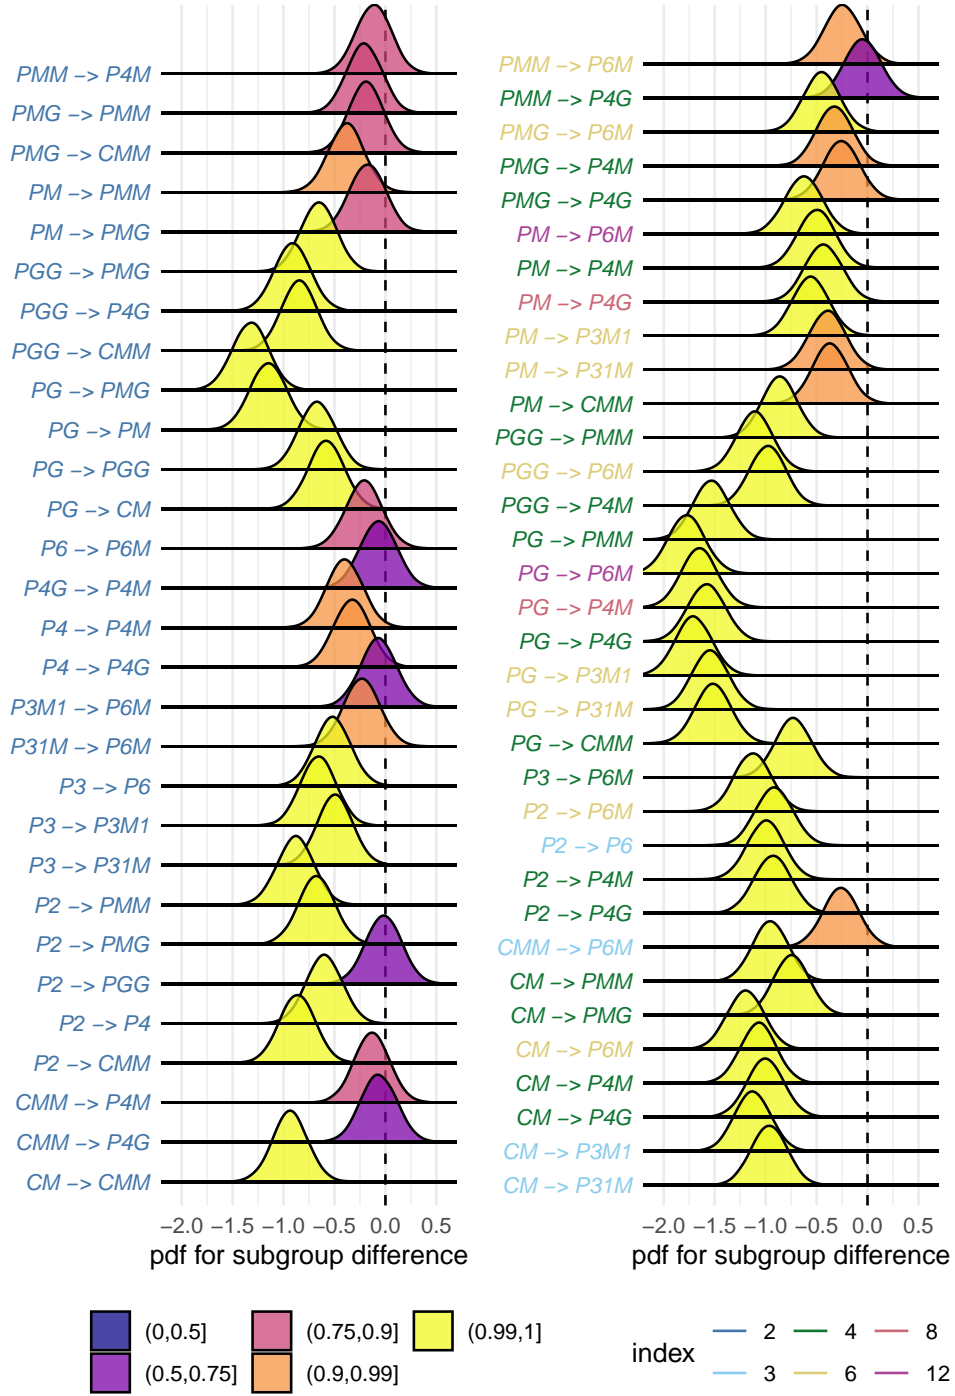 PMM -> P4M
PMG -> PMM
PMG -> CMM
PM -> PMM
PM -> PMG
PGG -> PMG
PGG -> P4G
PGG -> CMM
PG -> PMG
PG -> PM
PG -> PGG
PG -> CM
P6 -> P6M
P4G -> P4M
P4 -> P4M
P4 -> P4G
P3M1 -> P6M
P31M -> P6M
P3 -> P6
P3 -> P3M1
P3 -> P31M
P2 -> PMM
P2 -> PMG
P2 -> PGG
P2 -> P4
P2 -> CMM
CMM -> P4M
CMM -> P4G
CM -> CMM
−2.0 −1.5 −1.0 −0.5 0.0 0.5
pdf for subgroup difference
PMM -> P6M
PMM -> P4G
PMG -> P6M
PMG -> P4M
PMG -> P4G
PM -> P6M
PM -> P4M
PM -> P4G
PM -> P3M1
PM -> P31M
PM -> CMM
PGG -> PMM
PGG -> P6M
PGG -> P4M
PG -> PMM
PG -> P6M
PG -> P4M
PG -> P4G
PG -> P3M1
PG -> P31M
PG -> CMM
P3 -> P6M
P2 -> P6M
P2 -> P6
P2 -> P4M
P2 -> P4G
CMM -> P6M
CM -> PMM
CM -> PMG
CM -> P6M
CM -> P4M
CM -> P4G
CM -> P3M1
CM -> P31M
−2.0 −1.5 −1.0 −0.5 0.0 0.5
pdf for subgroup difference
(0,0.5] (0.75,0.9] (0.99,1]
(0.5,0.75] (0.9,0.99]
index
2 4 8
3 6 12